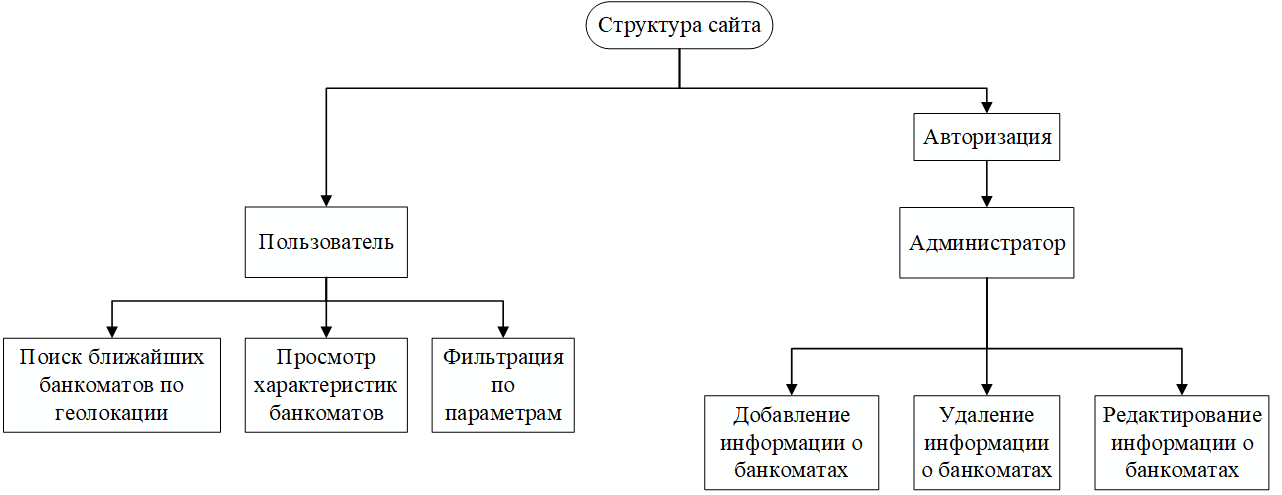 Структура сайта
Авторизация
Пользователь
Администратор
Поиск ближайших
банкоматов по
геолокации
Просмотр
характеристик
банкоматов
Фильтрация
по
параметрам
Добавление
информации о
банкоматах
Удаление
информации
о банкоматах
Редактирование
информации о
банкоматах